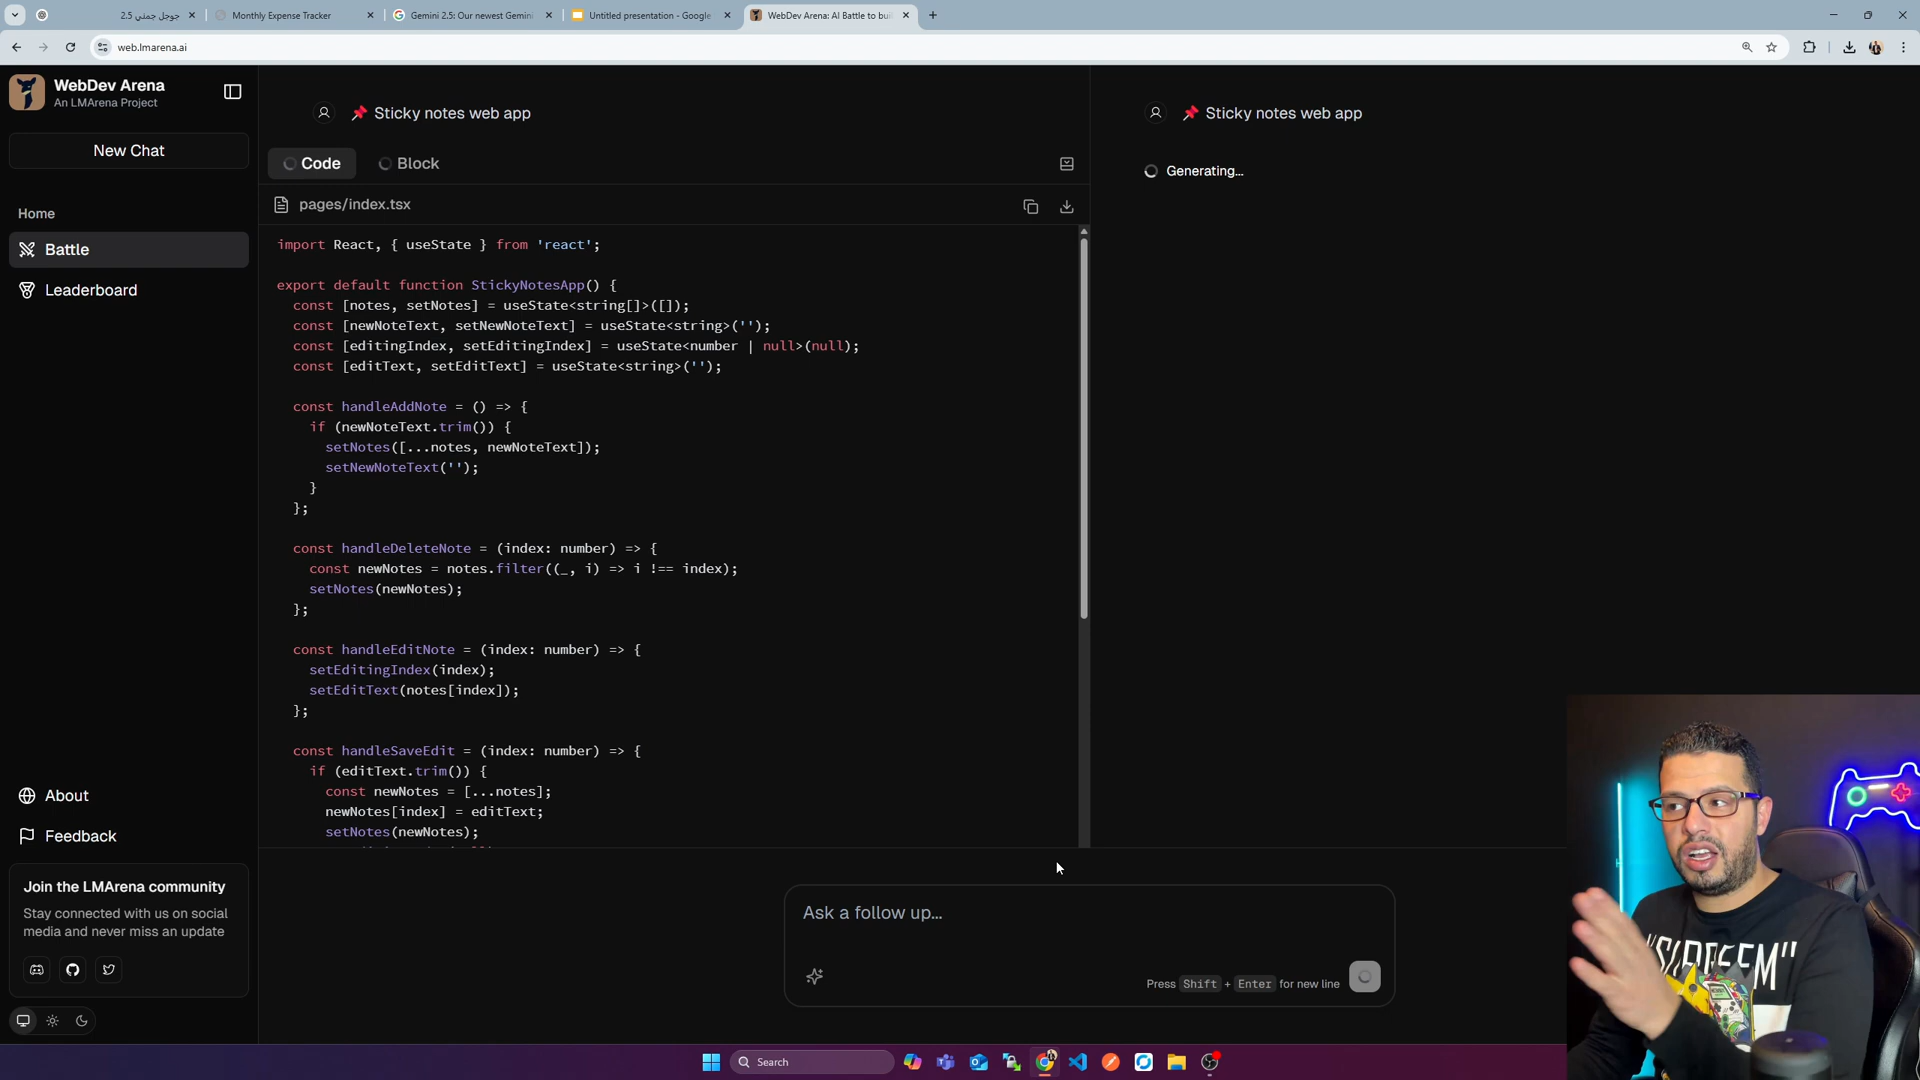 جوجل جمني 2.5
Monthly Expense Tracker
Gemini 2.5: Our newest Gemini
Untitled presentation - Google
WebDev Arena: AI Battle to bu
web.lmarena.ai
WebDev Arena
An LMArena Project
New Chat
Home
Battle
Leaderboard
About
Feedback
Join the LMArena community
Stay connected with us on social
media and never miss an update
📌 Sticky notes web app
Code
Block
pages/index.tsx
import React, { useState } from 'react';
export default function StickyNotesApp() {
const [notes, setNotes] = useState<string[]>([]);
const [newNoteText, setNewNoteText] = useState<string>('');
const [editingIndex, setEditingIndex] = useState<number | null>(null);
const [editText, setEditText] = useState<string>('');
const handleAddNote = () => {
if (newNoteText.trim()) {
setNotes([...notes, newNoteText]);
setNewNoteText('');
}
};
const handleDeleteNote = (index: number) => {
const newNotes = notes.filter((_, i) => i !== index);
setNotes(newNotes);
};
const handleEditNote = (index: number) => {
setEditingIndex(index);
setEditText(notes[index]);
};
const handleSaveEdit = (index: number) => {
if (editText.trim()) {
const newNotes = [...notes];
newNotes[index] = editText;
setNotes(newNotes);
📌 Sticky notes web app
Generating...
Ask a follow up...
Press Shift + Enter for new line
Search